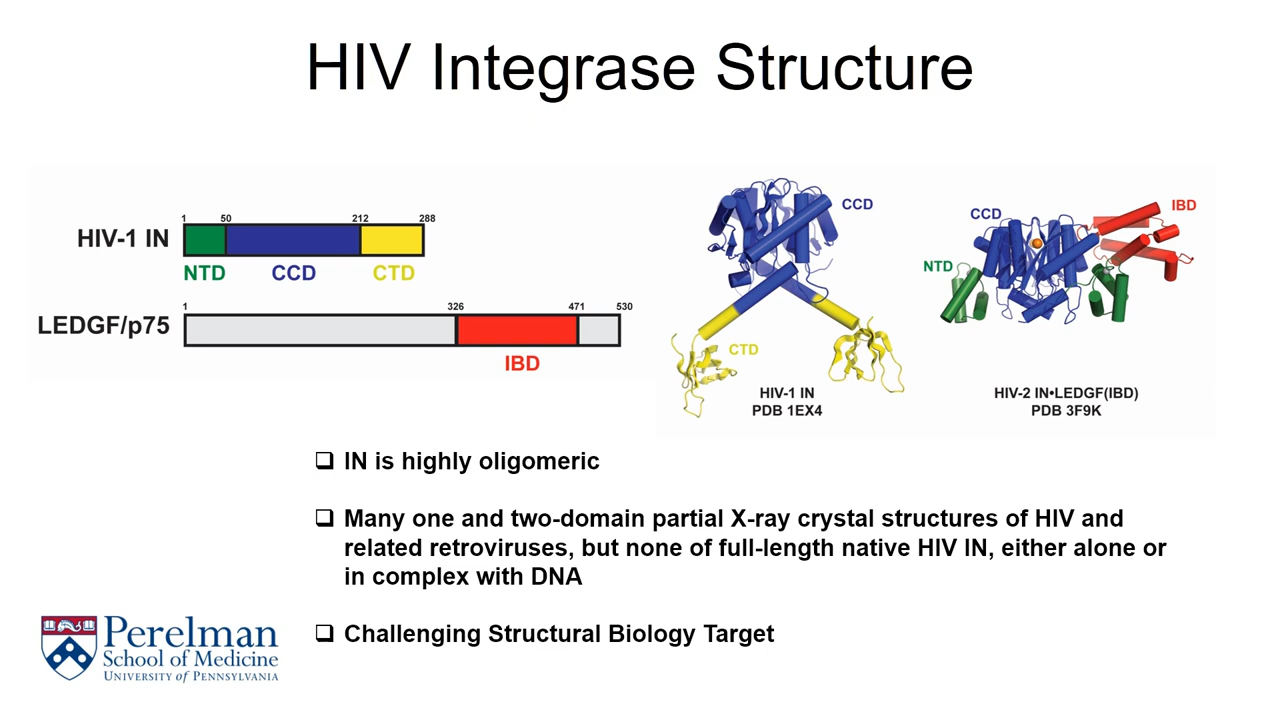 HIV Integrase Structure
1 50 212 288
HIV-1 IN
NTD CCD CTD
1 326 471 530
LEDGF/p75
IBD
CCD
CTD
HIV-1 IN
PDB 1EX4
IBD
CCD
NTD
HIV-2 IN•LEDGF(IBD)
PDB 3F9K
IN is highly oligomeric
Many one and two-domain partial X-ray crystal structures of HIV and
related retroviruses, but none of full-length native HIV IN, either alone or
in complex with DNA
Challenging Structural Biology Target
Perelman
School of Medicine
University of Pennsylvania